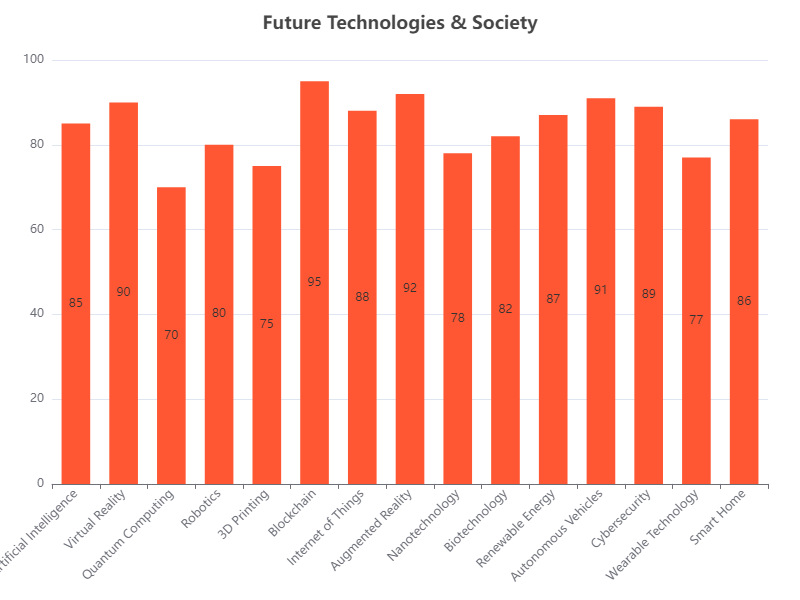 Future Technologies & Society
100
80
60
40
20
0
85
90
70
80
75
95
88
92
78
82
87
91
89
77
86
rtificial Intelligence
Virtual Reality
Quantum Computing
Robotics
3D Printing
Blockchain
Internet of Things
Augmented Reality
Nanotechnology
Biotechnology
Renewable Energy
Autonomous Vehicles
Cybersecurity
Wearable Technology
Smart Home